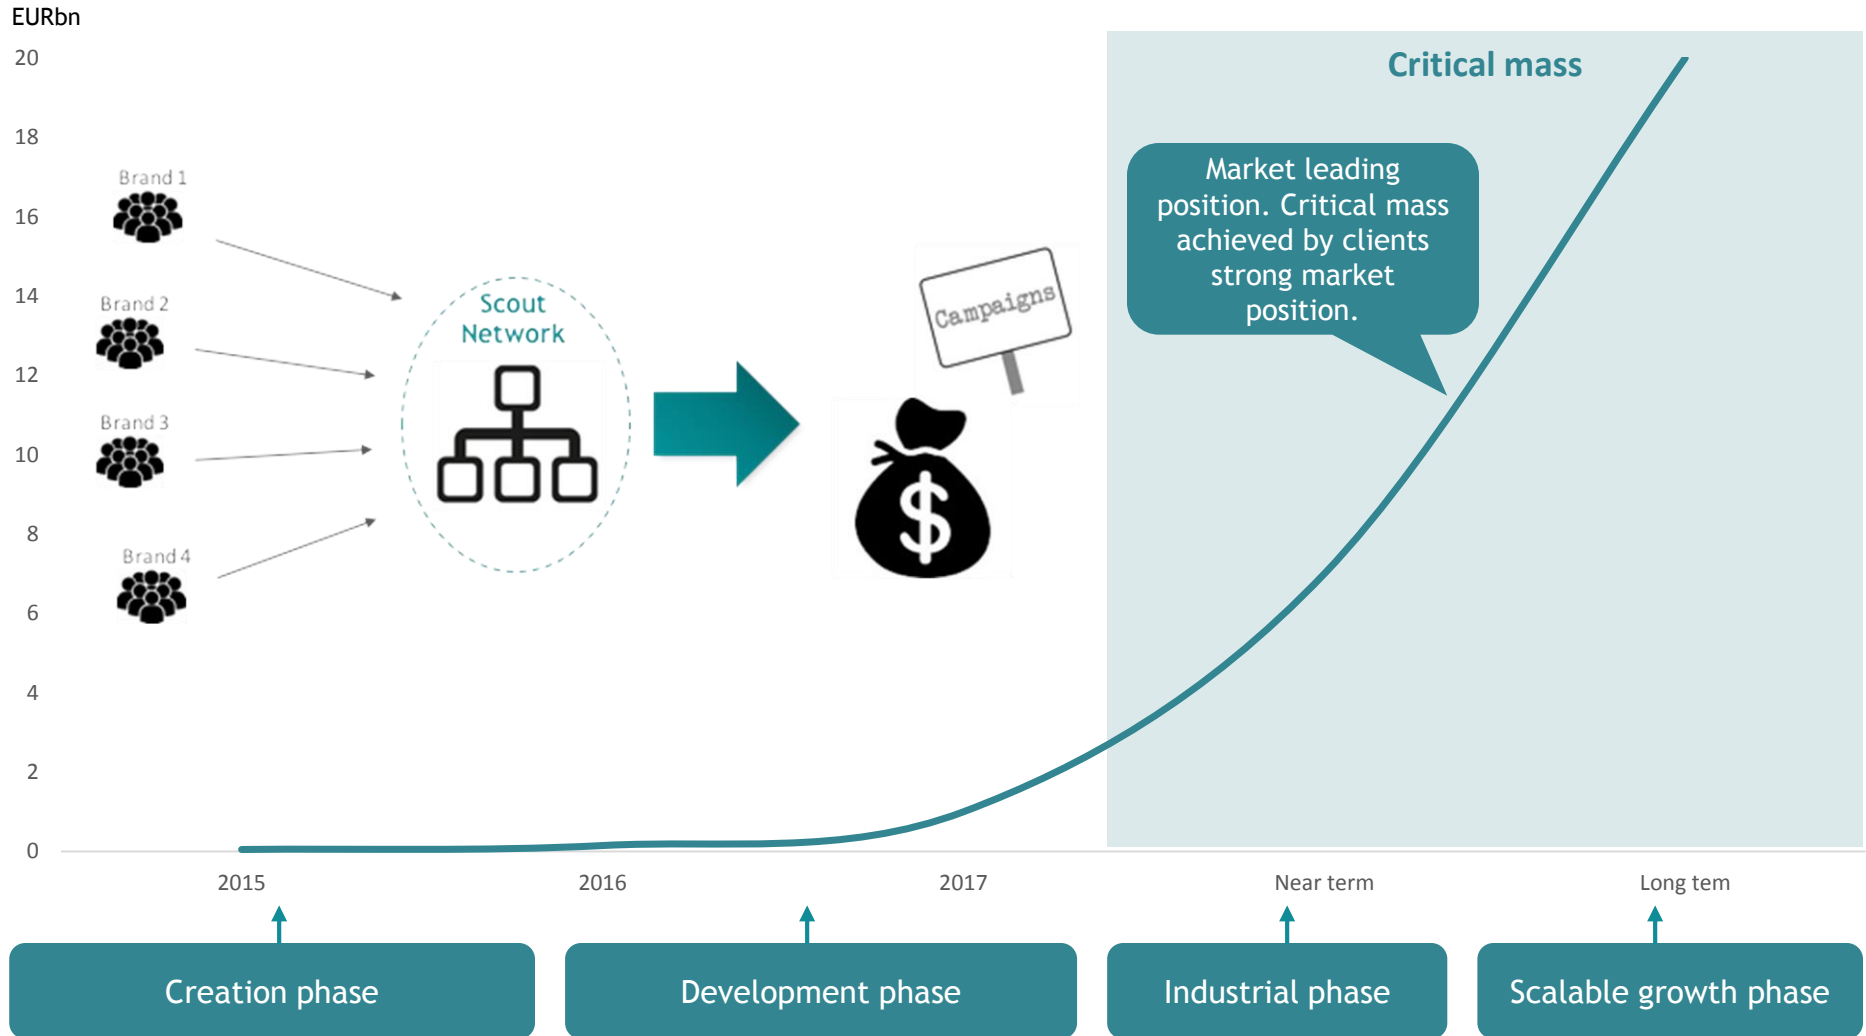 EURbn
20
18
16
14
12
10
8
6
4
2
0
Brand 1
Brand 2
Brand 3
Brand 4
Scout
Network
Campaigns
$
Critical mass
Market leading
position. Critical mass
achieved by clients
strong market
position.
2015
2016
2017
Near term
Long tem
Creation phase
Development phase
Industrial phase
Scalable growth phase